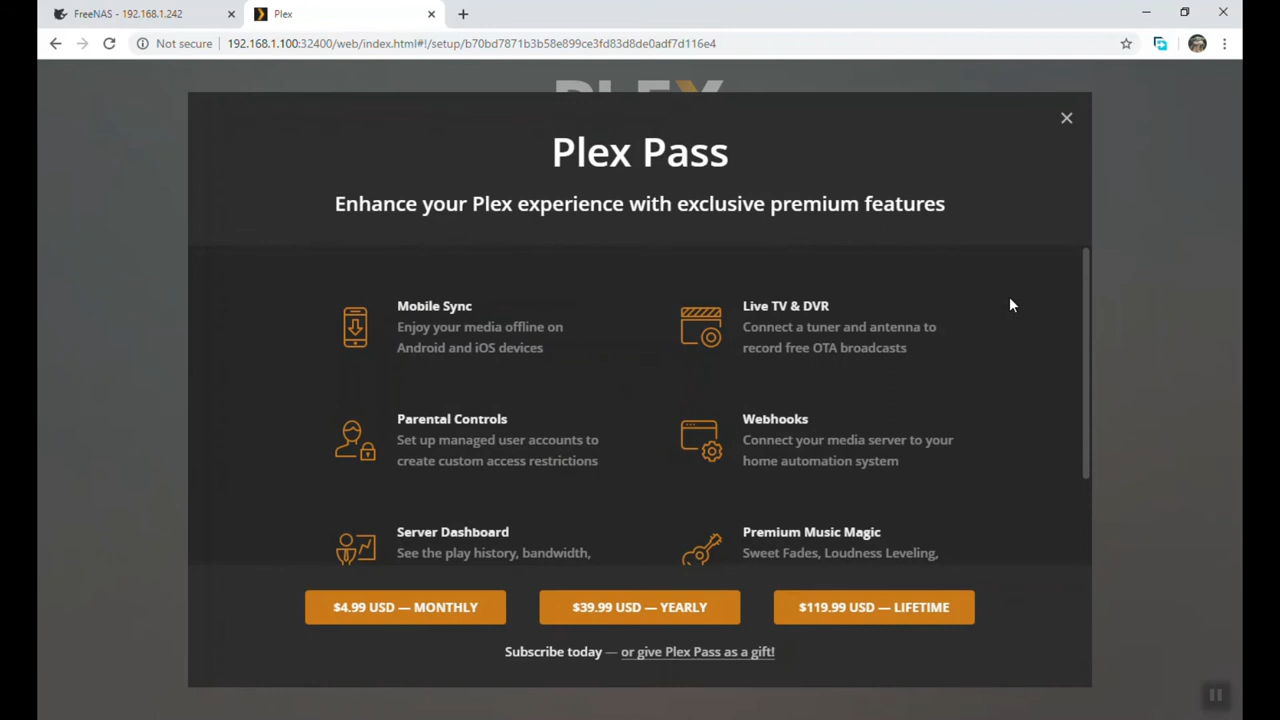 FreeNAS - 192.168.1.242
Plex
Not secure
192.168.1.100:32400/web/index.html#!/setup/b70bd7871b3b58e899ce3fd83d8de0adf7d116e4
PLEX
Plex Pass
Enhance your Plex experience with exclusive premium features
Mobile Sync
Enjoy your media offline on
Android and iOS devices
Live TV & DVR
Connect a tuner and antenna to
record free OTA broadcasts
Parental Controls
Set up managed user accounts to
create custom access restrictions
Webhooks
Connect your media server to your
home automation system
Server Dashboard
See the play history, bandwidth,
Premium Music Magic
Sweet Fades, Loudness Leveling,
$4.99 USD — MONTHLY
$39.99 USD — YEARLY
$119.99 USD — LIFETIME
Subscribe today — or give Plex Pass as a gift!